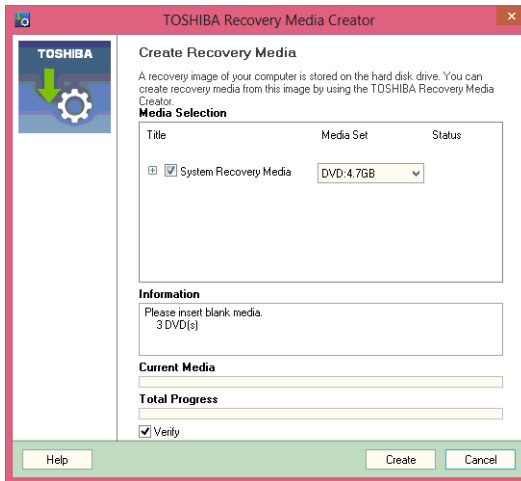 TOSHIBA Recovery Media Creator
TOSHIBA
Create Recovery Media
A recovery image of your computer is stored on the hard disk drive. You can
create recovery media from this image by using the TOSHIBA Recovery Media
Creator.
Media Selection
Title Media Set Status
System Recovery Media DVD:4.7GB
Information
Please insert blank media.
3 DVD(s)
Current Media
Total Progress
Verify
Help Create Cancel